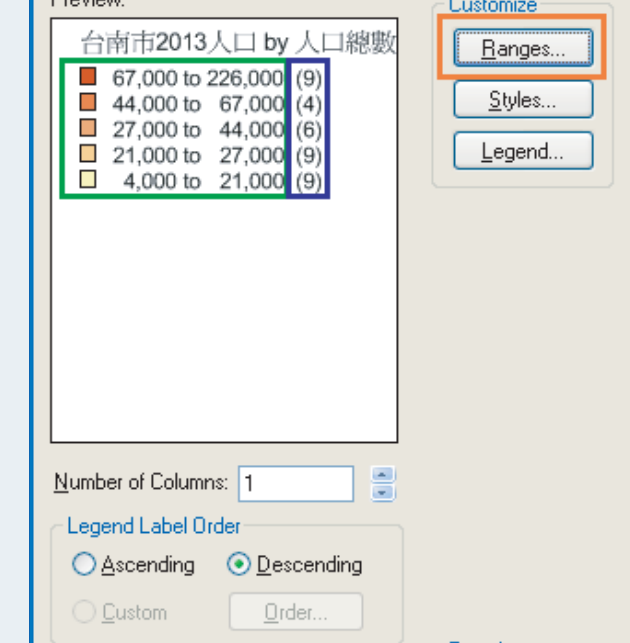 Preview:
台南市2013人口 by 人口總數
67,000 to 226,000 (9)
44,000 to 67,000 (4)
27,000 to 44,000 (6)
21,000 to 27,000 (9)
4,000 to 21,000 (9)
Customize
Ranges...
Styles...
Legend...
Number of Columns: 1
Legend Label Order
Ascending
Descending
Custom
Order...